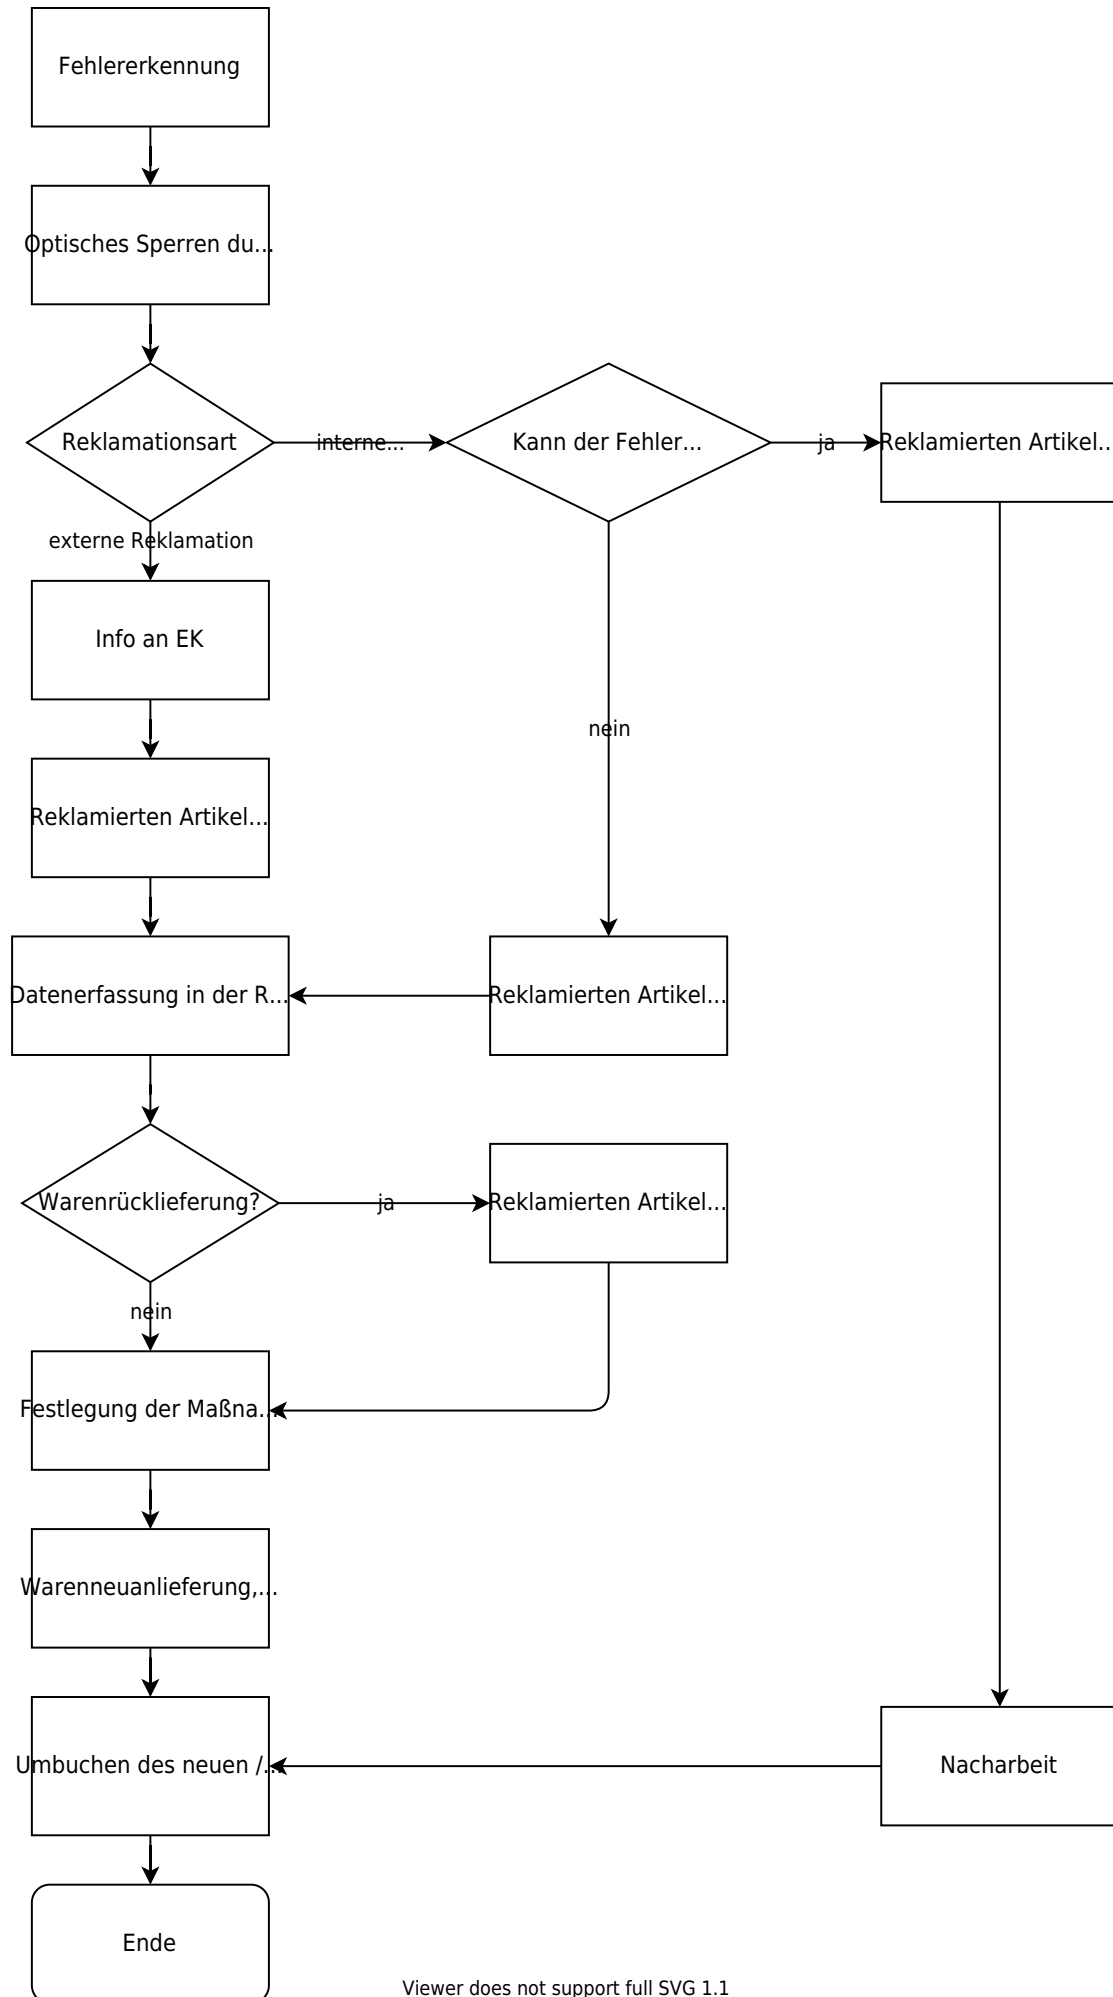 Fehlererkennung
Optisches Sperren du...
Reklamationsart
interne...
Kann der Fehler...
ja
Reklamierten Artikel...
externe Reklamation
Info an EK
nein
Reklamierten Artikel...
Datenerfassung in der R...
Reklamierten Artikel...
Warenrücklieferung?
ja
Reklamierten Artikel...
nein
Festlegung der Maßna...
Warenneuanlieferung,...
Umbuchen des neuen /...
Nacharbeit
Ende
Viewer does not support full SVG 1.1